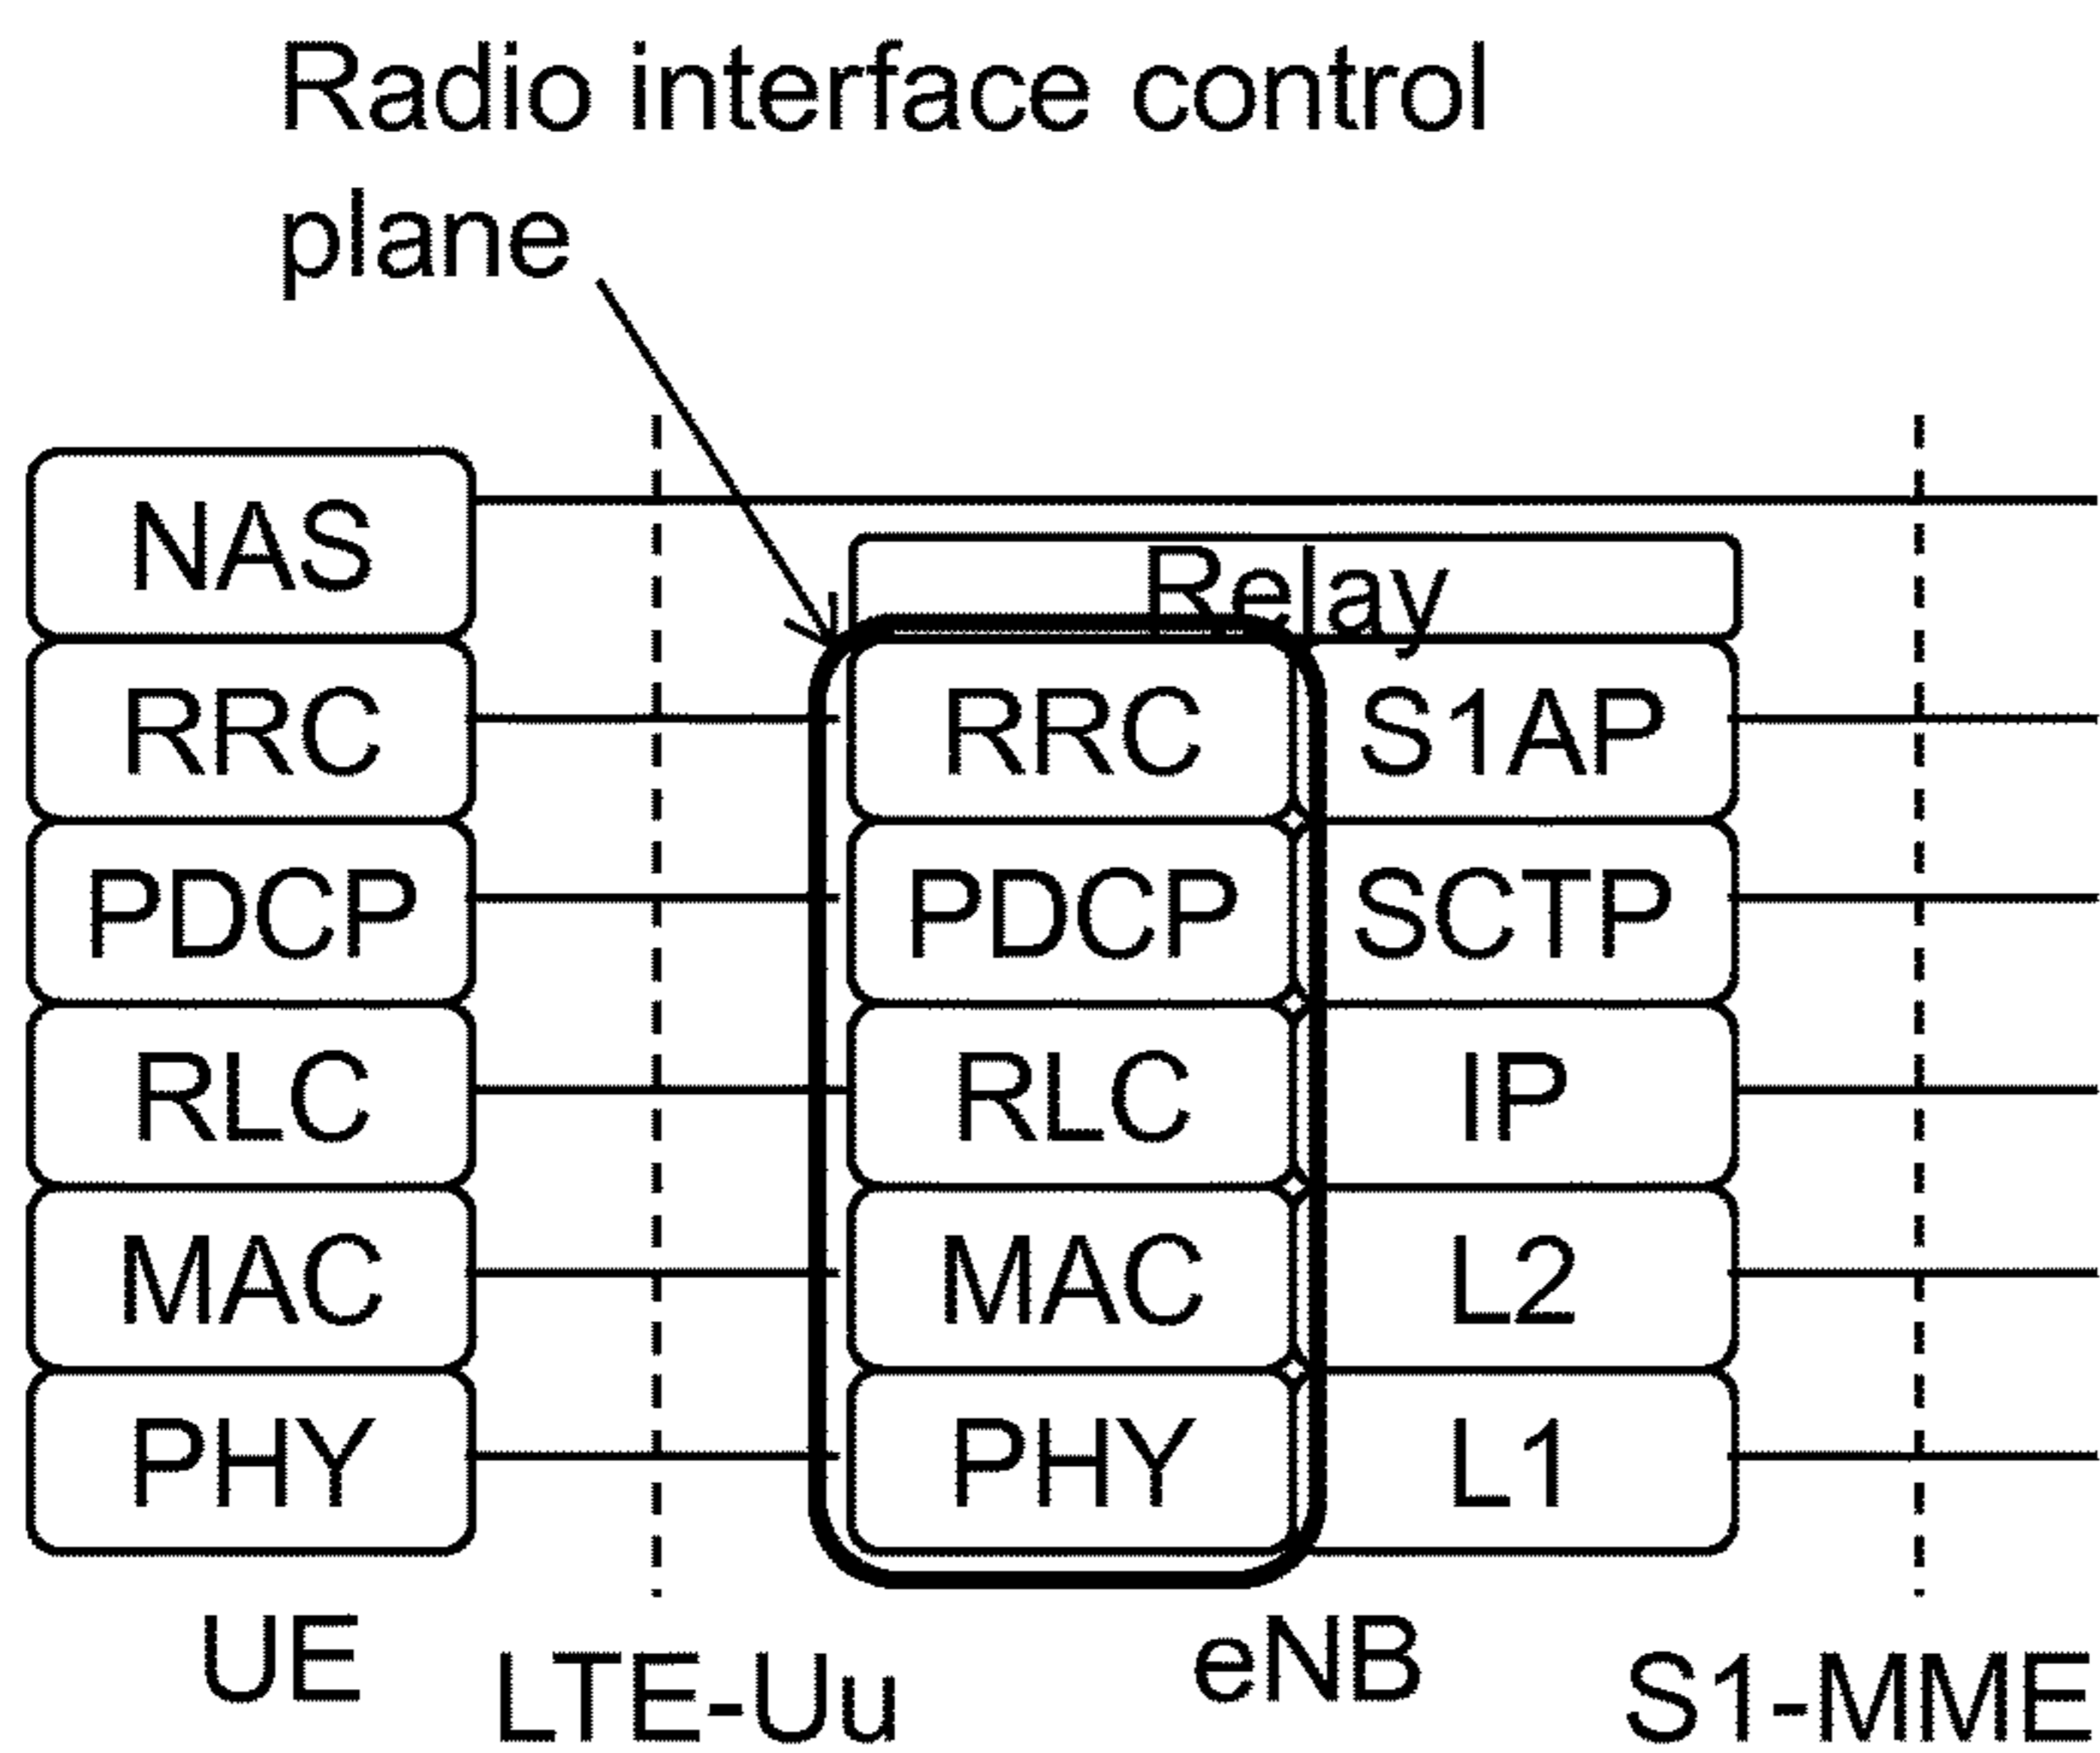 Radio interface control
plane
NAS
Relay
RRC
RRC
S1AP
PDCP
PDCP
SCTP
RLC
RLC
IP
MAC
MAC
L2
PHY
PHY
L1
UE
LTE-Uu
eNB
S1-MME